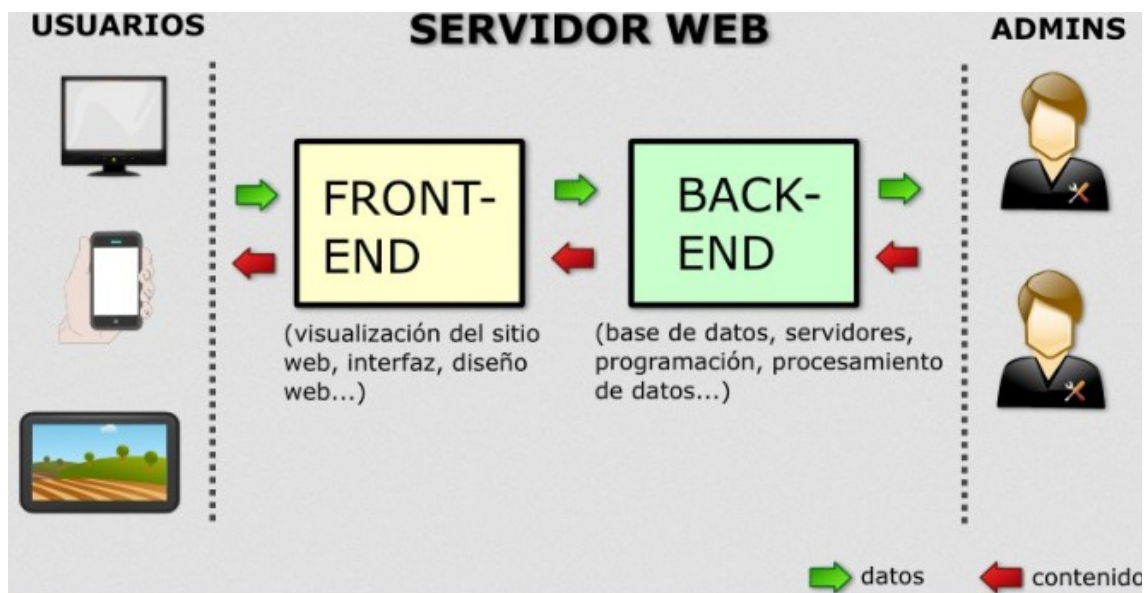 USUARIOS
SERVIDOR WEB
ADMINS
FRONT-
END
BACK-
END
(visualización del sitio
web, interfaz, diseño
web...)
(base de datos, servidores,
programación, procesamiento
de datos...)
datos
contenido